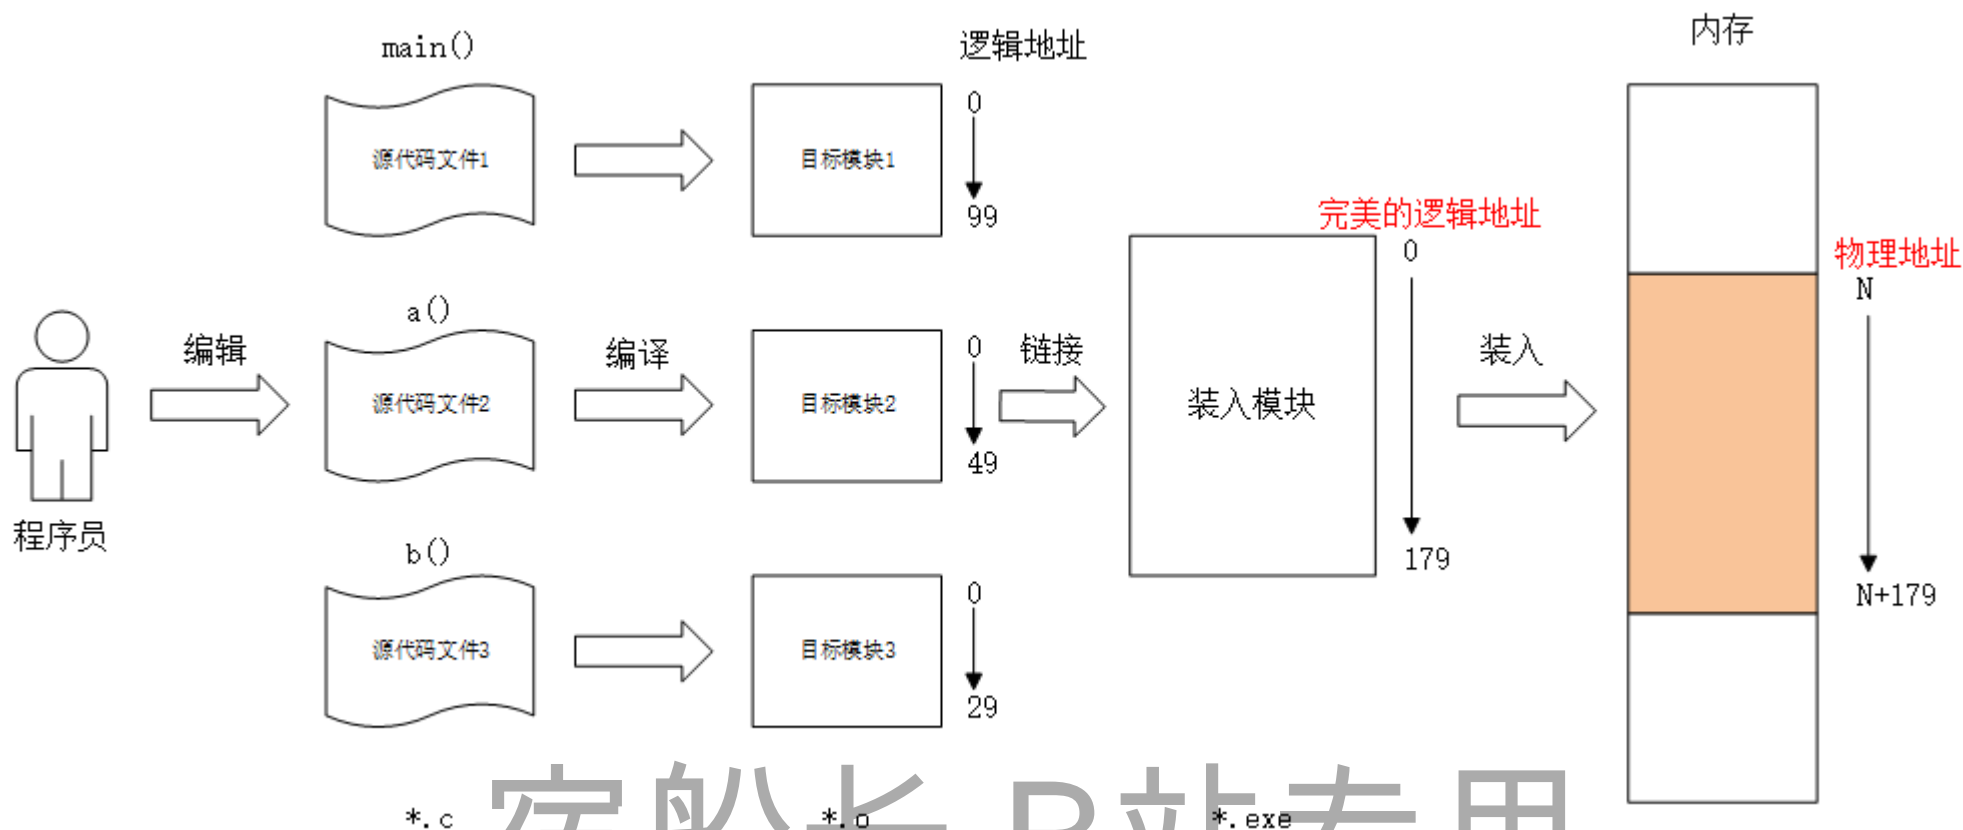 main()
逻辑地址
内存
源代码文件1
目标模块1
0
99
完美的逻辑地址
0
物理地址
N
a()
编辑
编译
0
链接
装入
源代码文件2
目标模块2
装入模块
49
程序员
b()
179
N+179
源代码文件3
目标模块3
0
29
*.c
*.o
*.exe